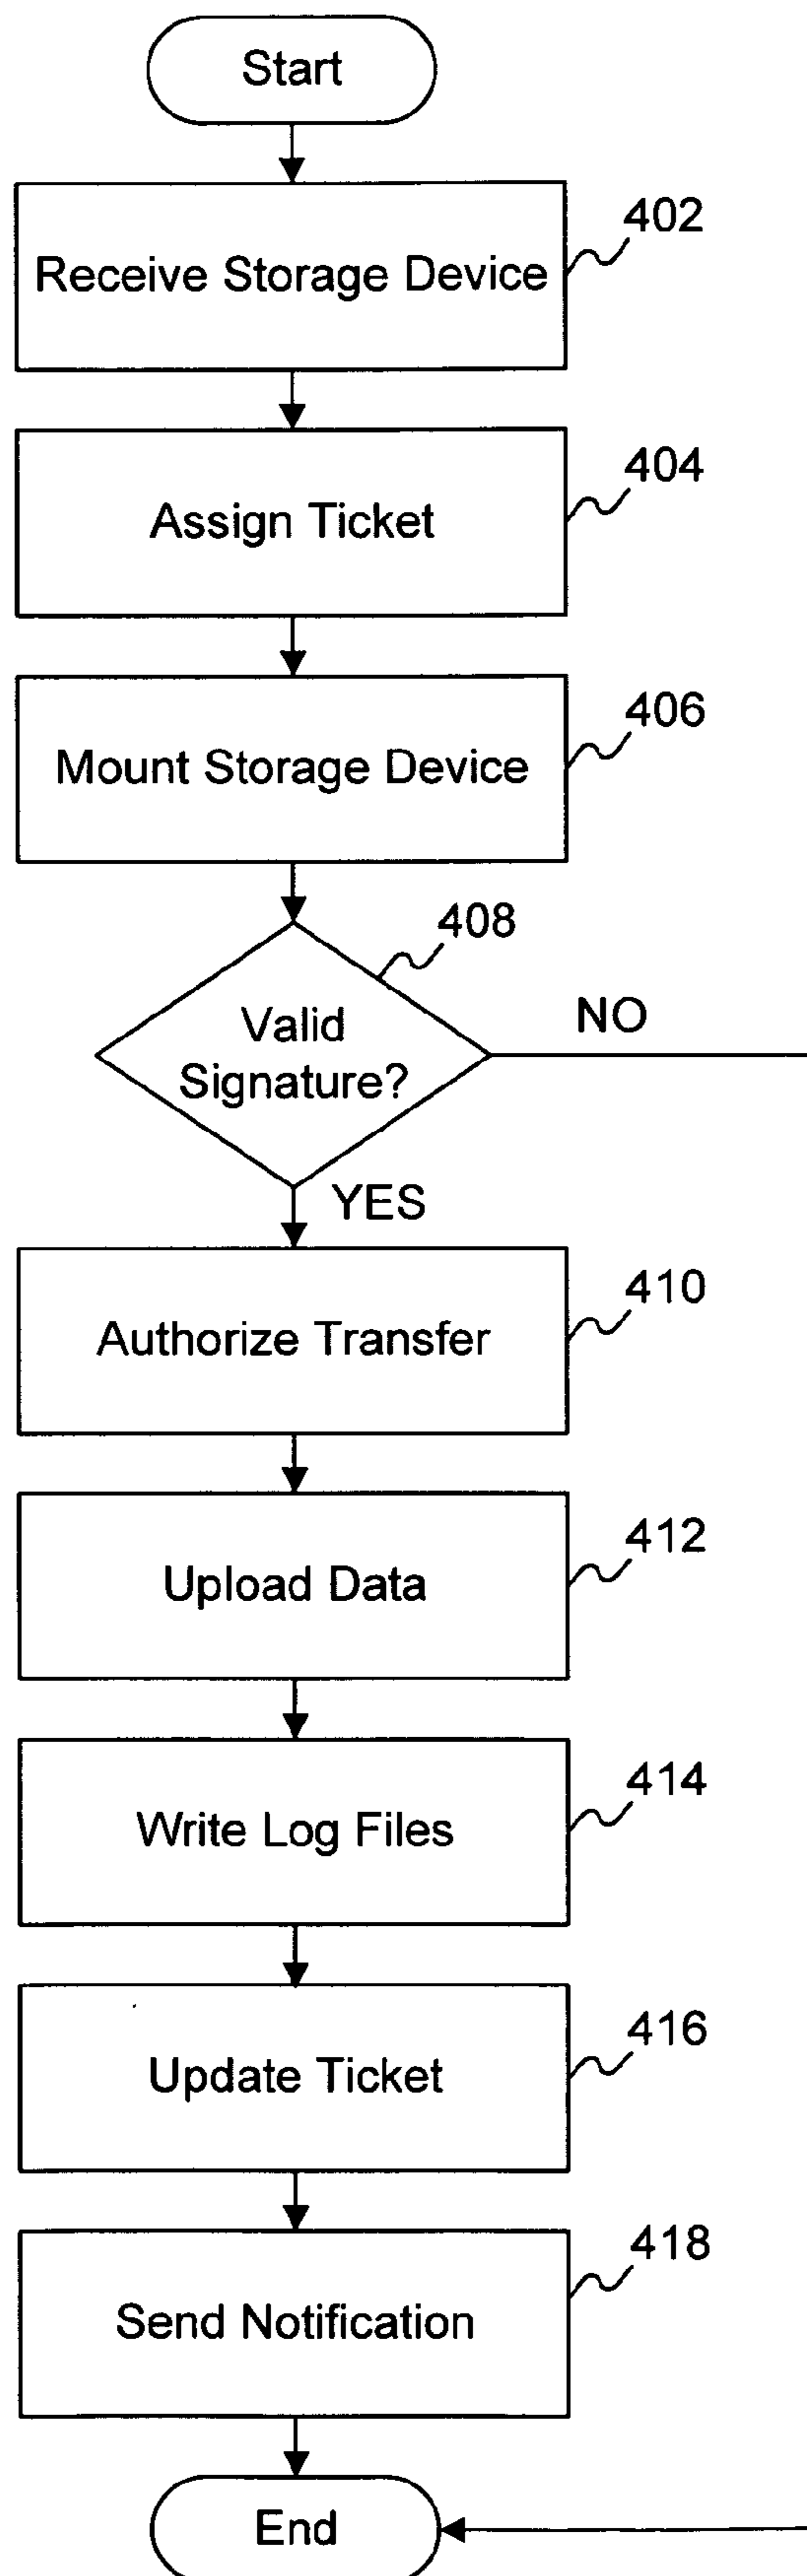 Start
Receive Storage Device
402
Assign Ticket
404
Mount Storage Device
406
408
Valid
Signature?
NO
YES
Authorize Transfer
410
Upload Data
412
Write Log Files
414
Update Ticket
416
Send Notification
418
End